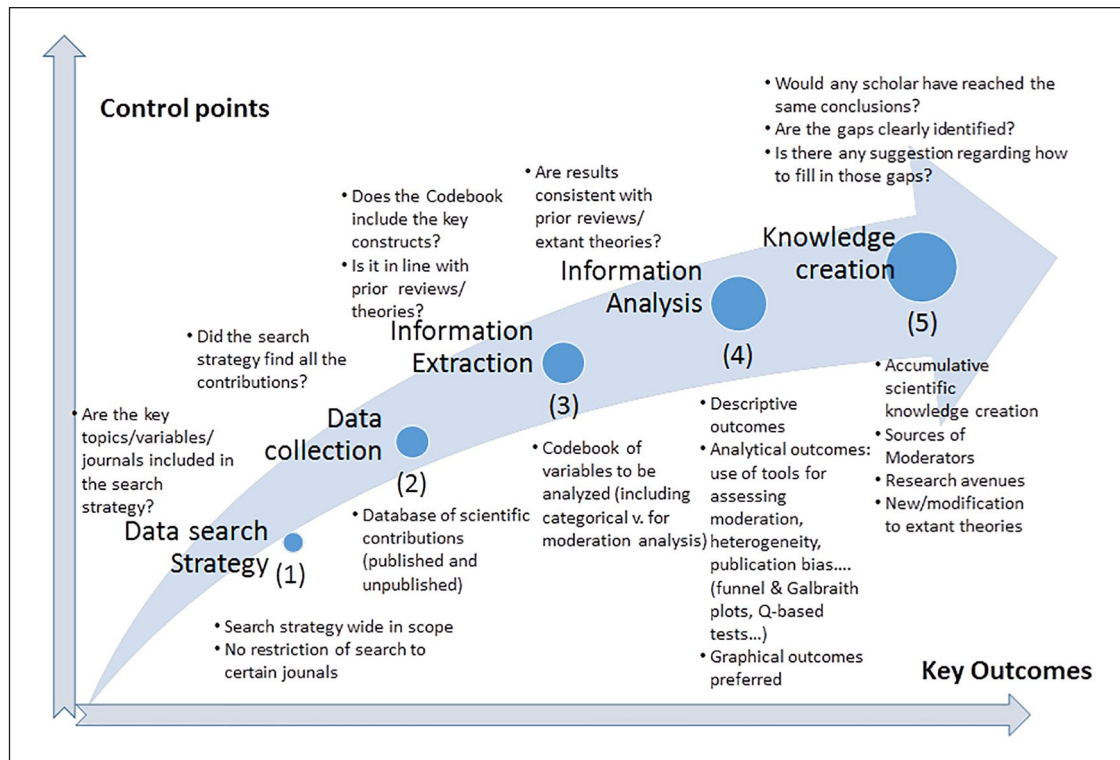 Control points
• Would any scholar have reached the
same conclusions?
• Are the gaps clearly identified?
• Is there any suggestion regarding how
to fill in those gaps?
• Are results
consistent with
prior reviews/
extant theories?
• Does the Codebook
include the key
constructs?
• Is it in line with
prior reviews/
theories?
• Did the search
strategy find all the
contributions?
• Are the key
topics/variables/
journals included in
the search
strategy?
Knowledge
creation
(5)
Information
Analysis
(4)
Information
Extraction
(3)
Data
collection
(2)
Data search
Strategy
(1)
• Search strategy wide in scope
• No restriction of search to
certain jounals
• Database of scientific
contributions
(published and
unpublished)
• Codebook of
variables to be
analyzed (including
categorical v. for
moderation analysis)
• Descriptive
outcomes
• Analytical outcomes:
use of tools for
assessing
moderation,
heterogeneity,
publication bias....
(funnel & Galbraith
plots, Q-based
tests...)
• Graphical outcomes
preferred
• Accumulative
scientific
knowledge creation
• Sources of
Moderators
• Research avenues
• New/modification
to extant theories
Key Outcomes